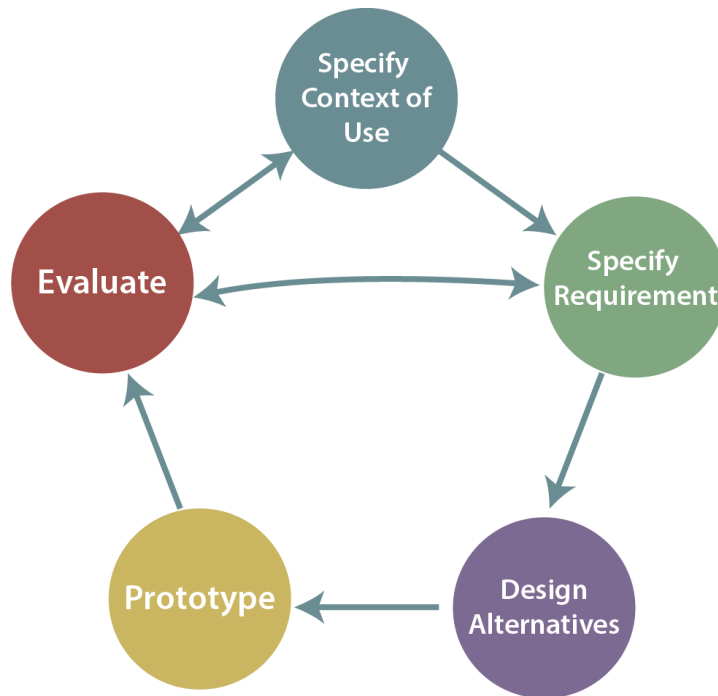 Specify
Context of
Use
Evaluate
Specify
Requirement
Prototype
Design
Alternatives